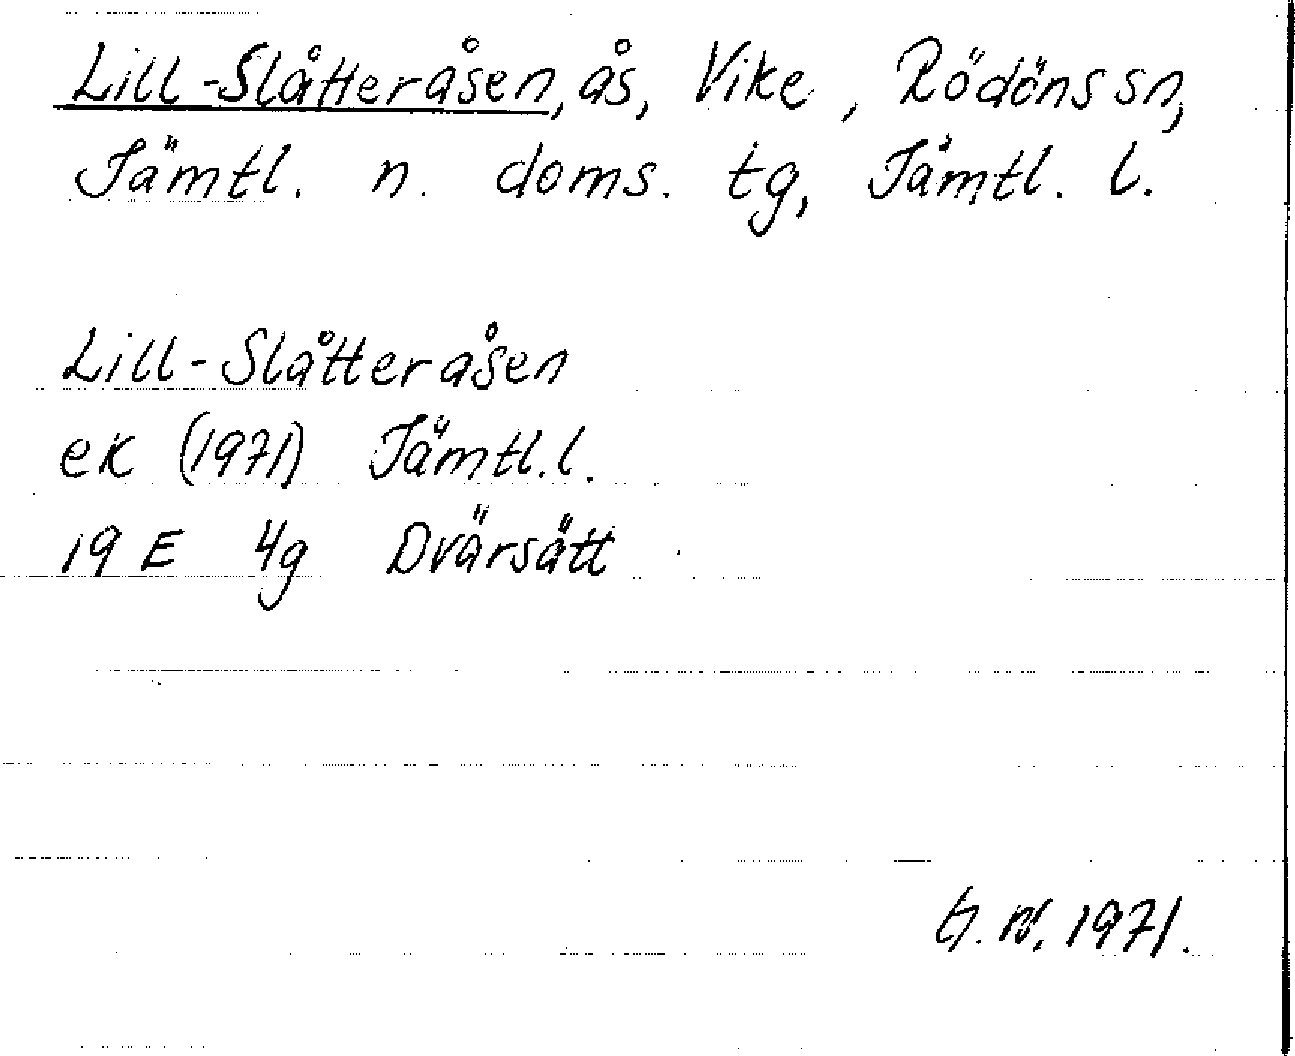 Lill-Slåtteråsen, ås, Vike, Rödöns sn,
Jämtl. n. doms. tg, Jämtl. l.
Lill-Slåtteråsen
ek (1971) Jämtl. l.
19 E 4g Dvärsätt
1971.